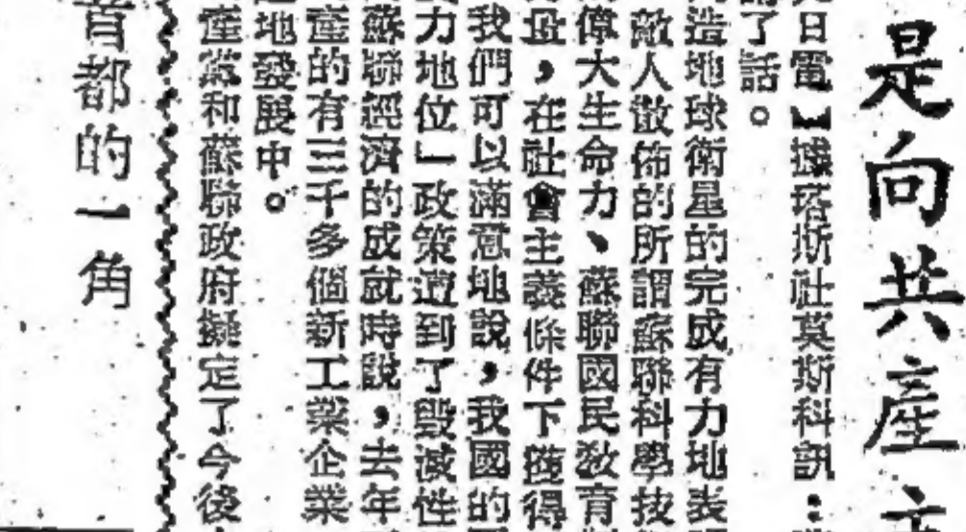 是向共產主
日電】據塔斯社莫斯科訊：
了話。
造地球衛星的完成有力地表
敵人散佈的所謂蘇聯科學技
偉大生命力、蘇聯國民教育制
段，在社會主義條件下獲得
我們可以滿意地說，我國的
力地位」政策遭到了毀滅性
蘇聯經濟的成就時說，去年
產的有三千多個新工業企業
地發展中。
產黨和蘇聯政府擬定了今後
首都的一角